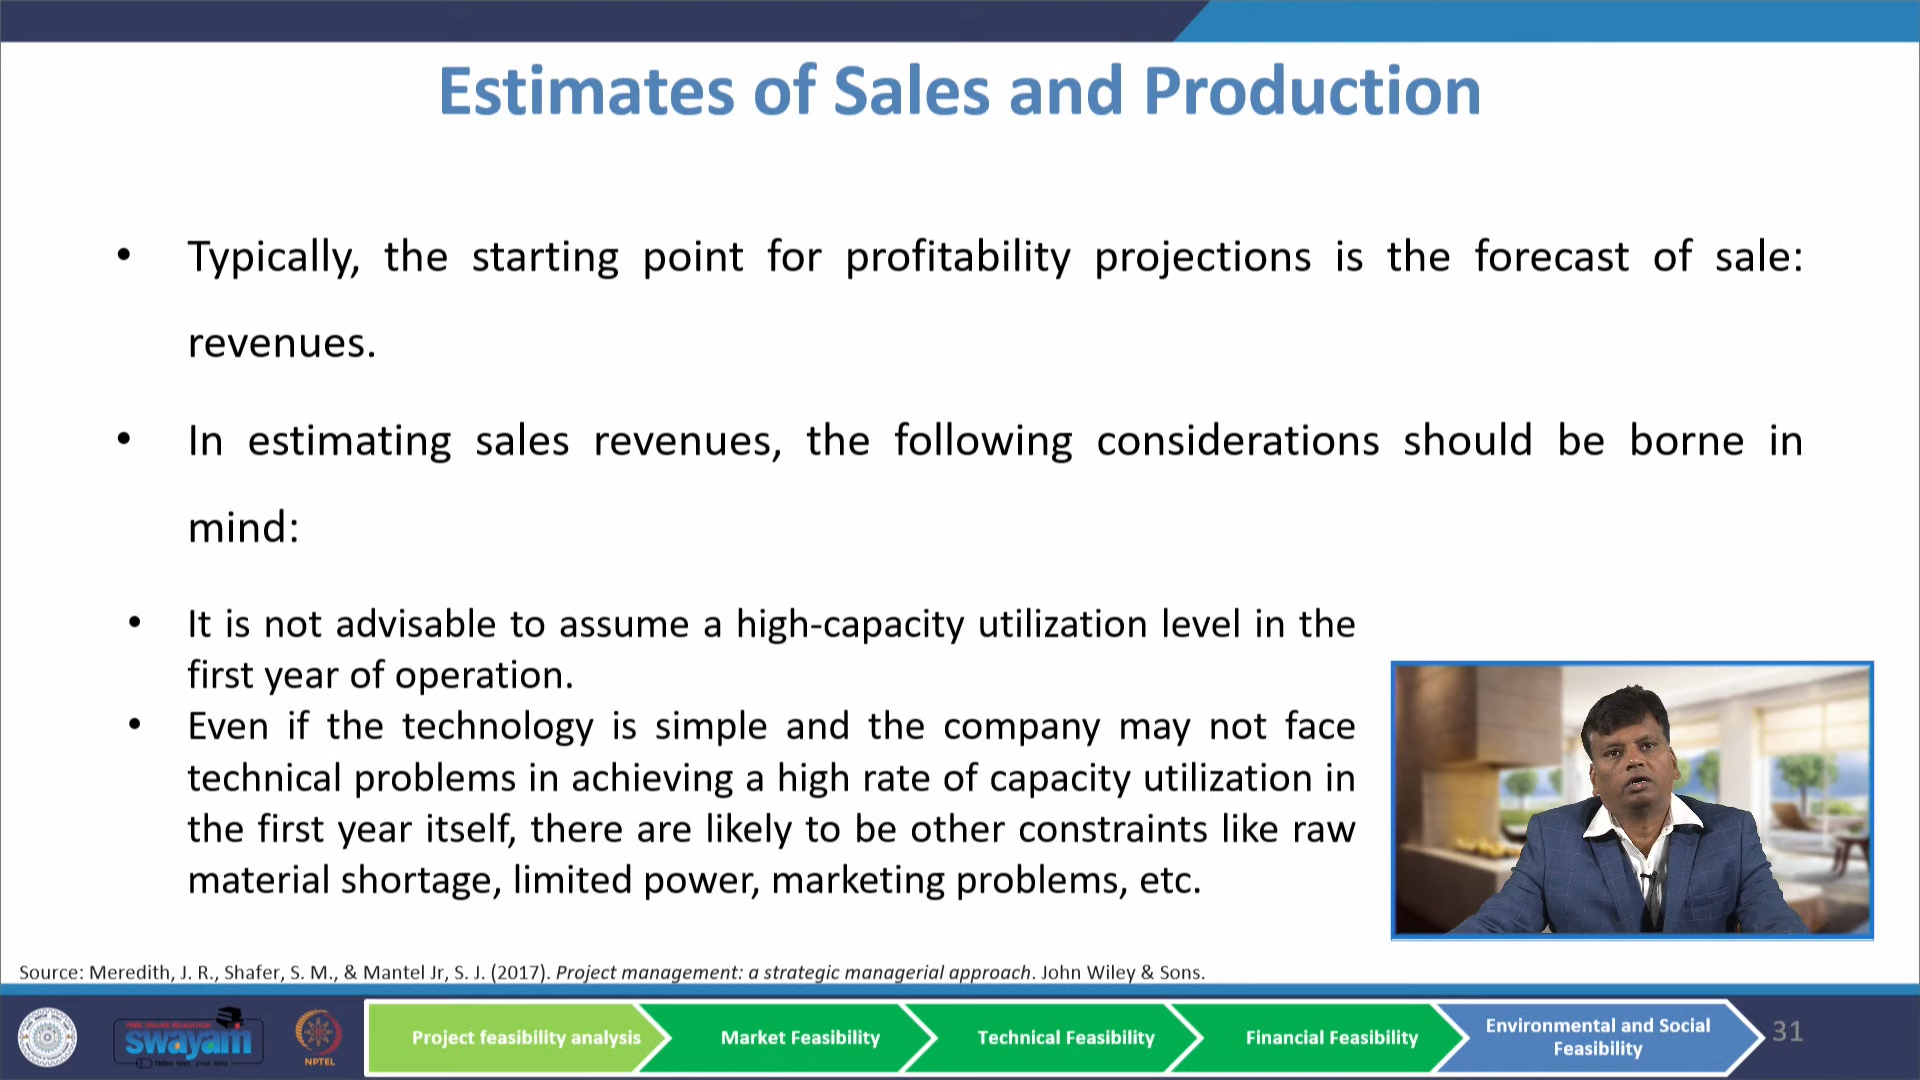 Estimates of Sales and Production
• Typically, the starting point for profitability projections is the forecast of sale:
revenues.
• In estimating sales revenues, the following considerations should be borne in
mind:
• It is not advisable to assume a high-capacity utilization level in the
first year of operation.
• Even if the technology is simple and the company may not face
technical problems in achieving a high rate of capacity utilization in
the first year itself, there are likely to be other constraints like raw
material shortage, limited power, marketing problems, etc.
Source: Meredith, J. R., Shafer, S. M., & Mantel Jr, S. J. (2017). Project management: a strategic managerial approach. John Wiley & Sons.
swayam
NPTEL
Project feasibility analysis
Market Feasibility
Technical Feasibility
Financial Feasibility
Environmental and Social
Feasibility
31